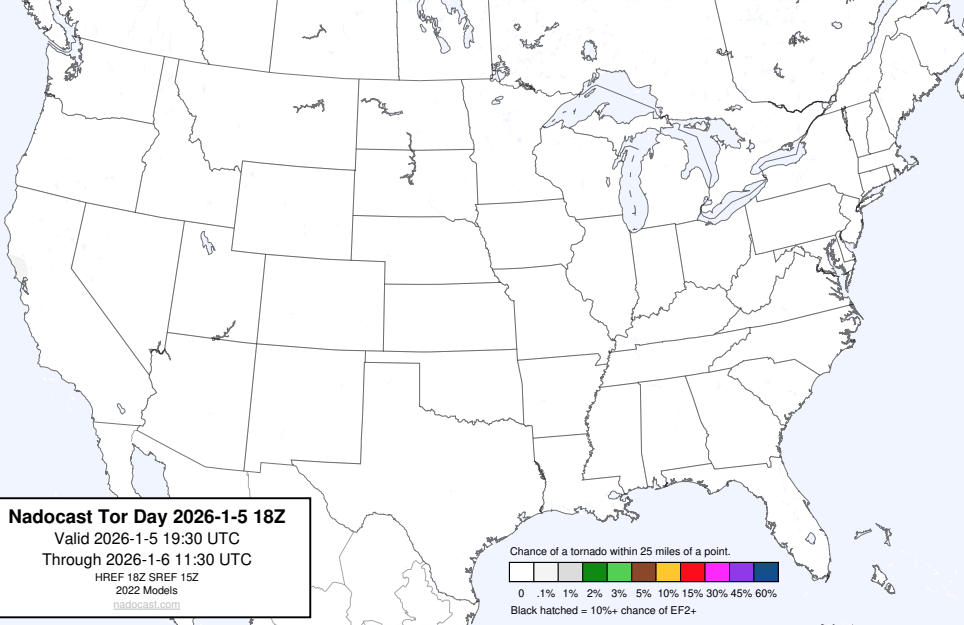 Nadocast Tor Day 2026-1-5 18Z
Valid 2026-1-5 19:30 UTC
Through 2026-1-6 11:30 UTC
HREF 18Z SREF 15Z
2022 Models
nadocast.com
Chance of a tornado within 25 miles of a point.
0 .1% 1% 2% 3% 5% 10% 15% 30% 45% 60%
Black hatched = 10%+ chance of EF2+